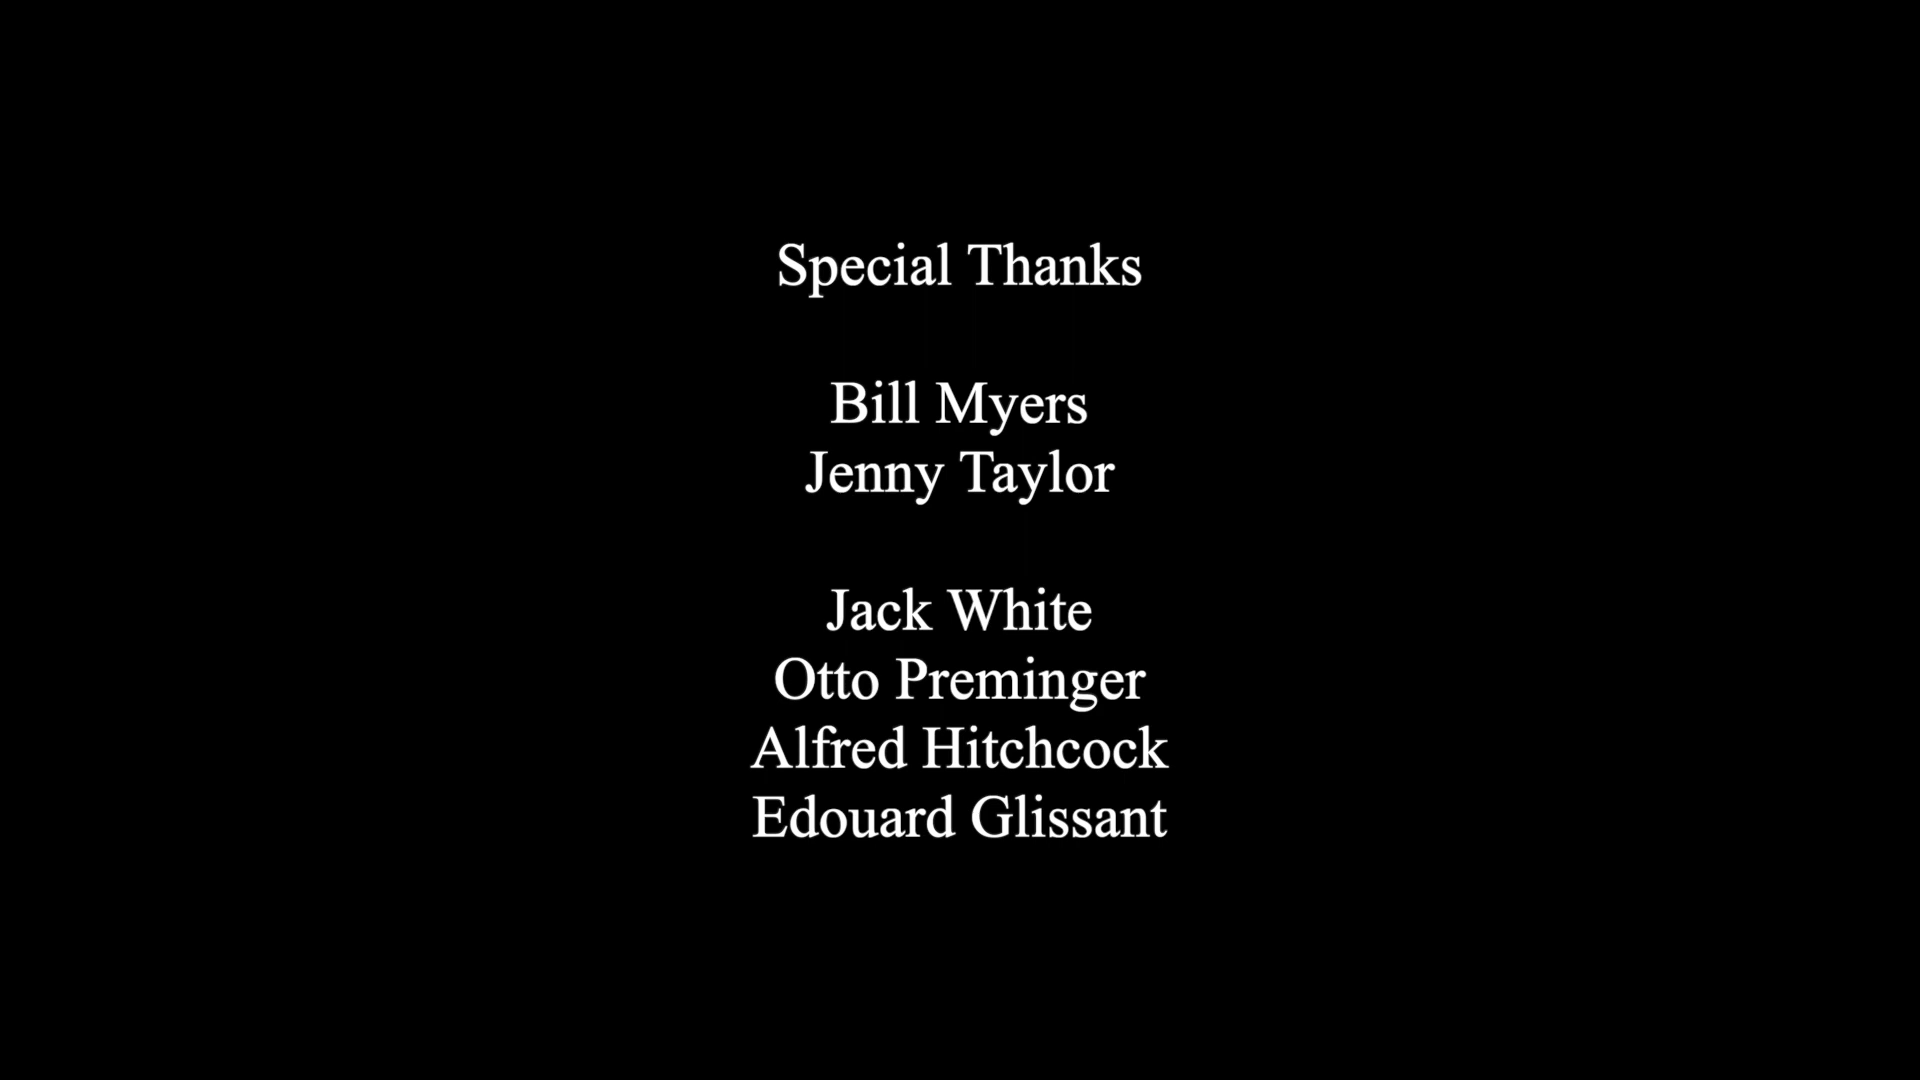 Special Thanks
Bill Myers
Jenny Taylor
Jack White
Otto Preminger
Alfred Hitchcock
Edouard Glissant